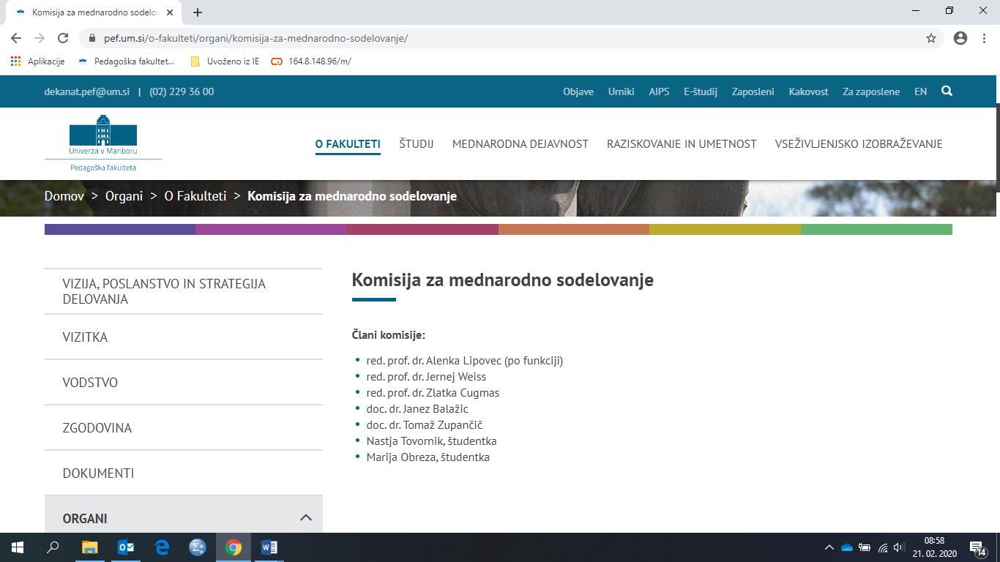 Komisija za mednarodno sodelov
pef.um.si/o-fakulteti/organi/komisija-za-mednarodno-sodelovanje/
Aplikacije Pedagoška fakultet... Uvoženo iz IE 164.8.148.96/m/
dekanat.pef@um.si | (02) 229 36 00 Objave Urniki AIPS E-študij Zaposleni Kakovost Za zaposlene EN
Univerza v Mariboru
Pedagoška fakulteta
O FAKULTETI ŠTUDIJ MEDNARODNA DEJAVNOST RAZISKOVANJE IN UMETNOST VSEŽIVLJENJSKO IZOBRAŽEVANJE
Domov > Organi > O Fakulteti > Komisija za mednarodno sodelovanje
VIZIJA, POSLANSTVO IN STRATEGIJA
DELOVANJA
VIZITKA
VODSTVO
ZGODOVINA
DOKUMENTI
ORGANI
Komisija za mednarodno sodelovanje
Člani komisije:
• red. prof. dr. Alenka Lipovec (po funkciji)
• red. prof. dr. Jernej Weiss
• red. prof. dr. Zlatka Cugmas
• doc. dr. Janez Balažic
• doc. dr. Tomaž Zupančič
• Nastja Tovornik, študentka
• Marija Obreza, študentka
08:58
21. 02. 2020
14